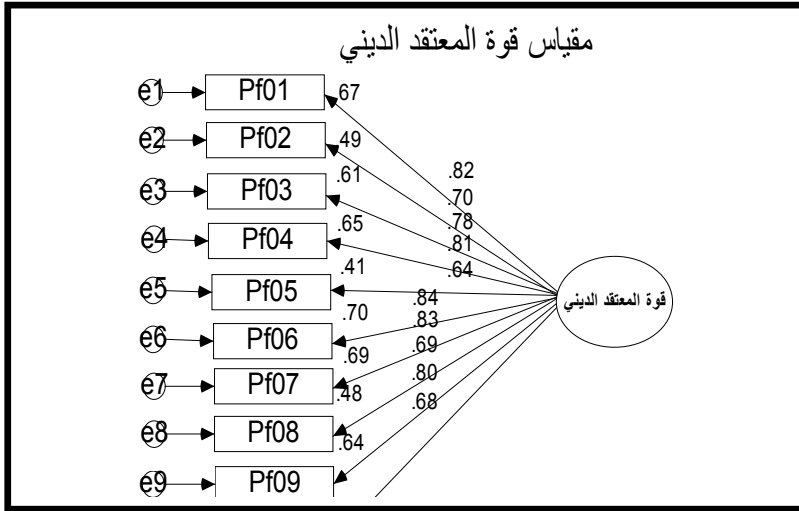 مقياس قوة المعتقد الديني
e1 Pf01 .67
e2 Pf02 .49
.82
.61 .70
e3 Pf03
.78
.65
e4 Pf04 .81
.41 .64
e5 Pf05 .84
قوة المعتقد الديني
.70 .83
e6 Pf06
.69 .69
e7 Pf07 .80
.48 .68
e8 Pf08 .64
e9 Pf09